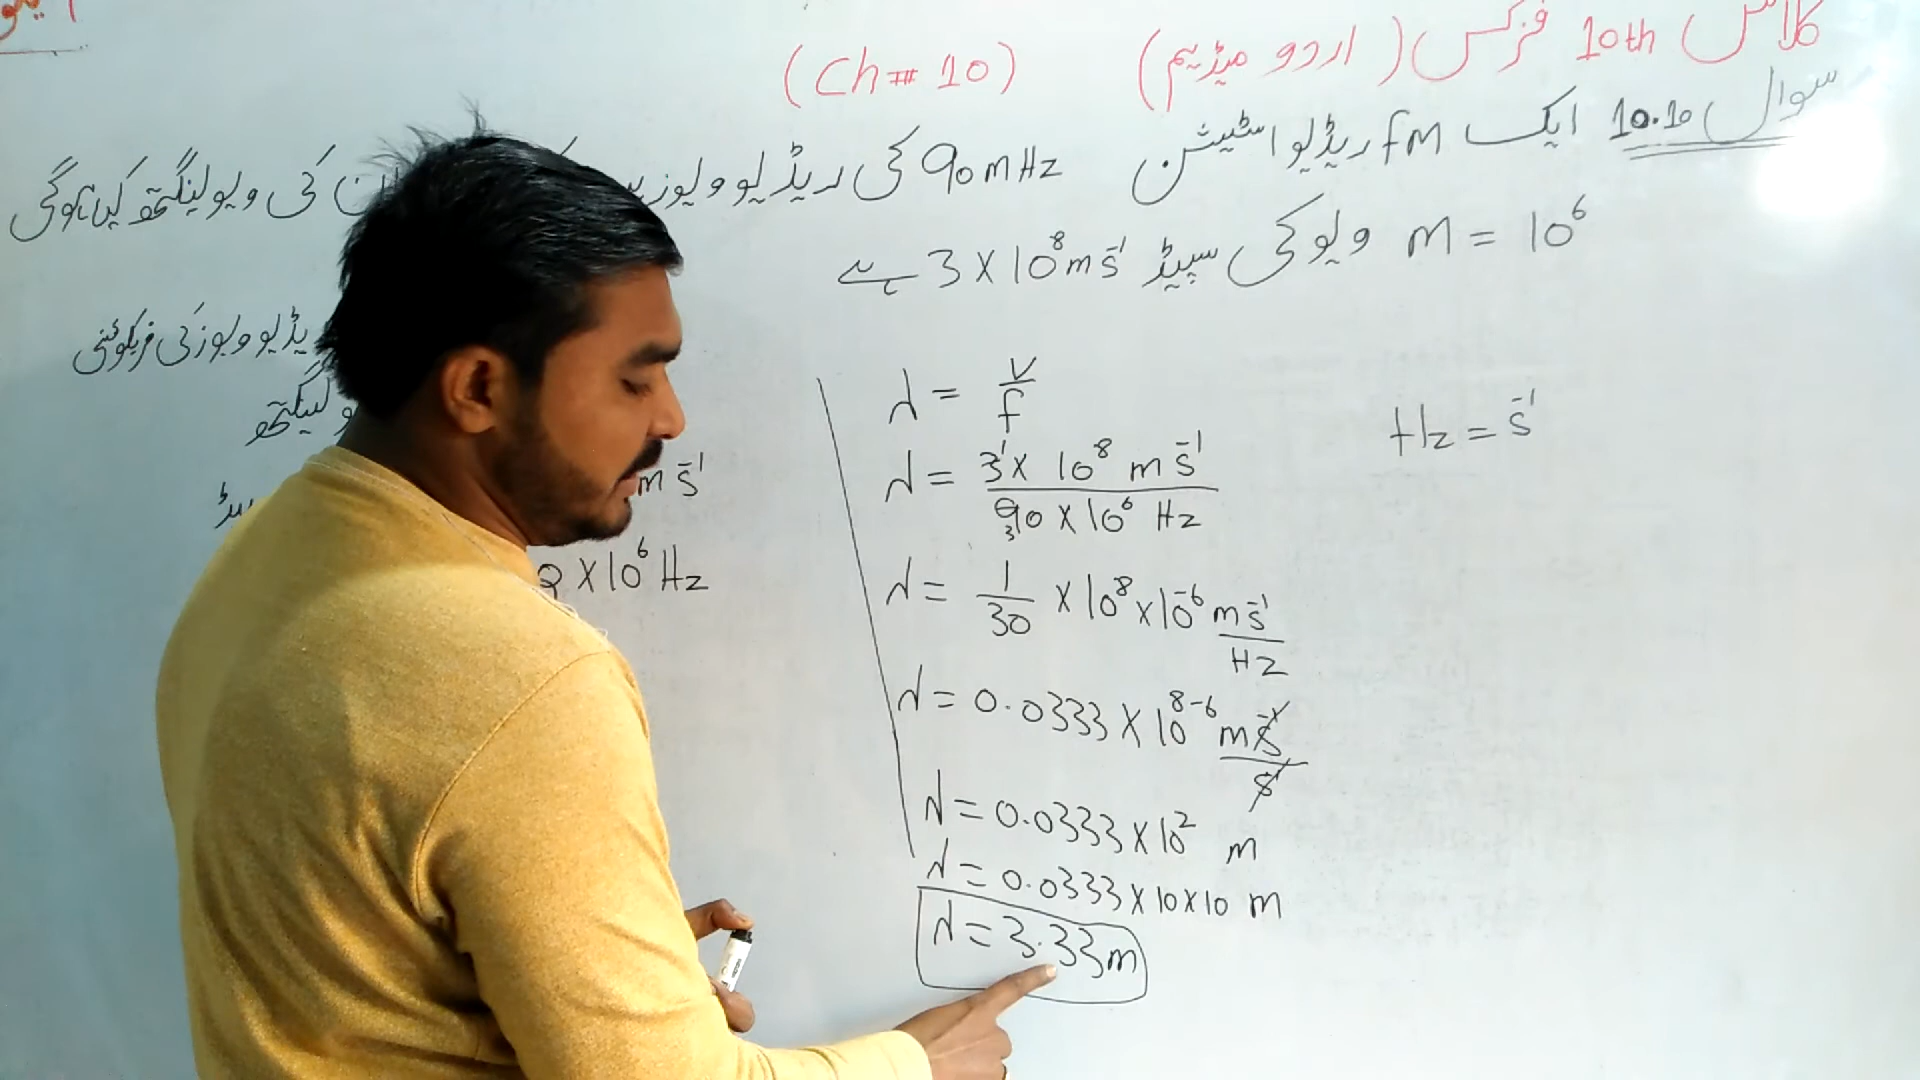 کلاس 10th فزکس (اردو میڈیم) (Ch # 10)
سوال 10.10 ایک fM ریڈیو اسٹیشن 90 mHz کی ریڈیو ویوز کی ویولینگتھ کیا ہوگی
m = 10⁶ ویو کی سپیڈ 3 X 10⁸ m s⁻¹ ہے
ریڈیو ویوز کی فریکوئنسی
m s⁻¹
X 10⁶ Hz
λ = v/f
Hz = s⁻¹
λ = 3 x 10⁸ m s⁻¹ / 90 X 10⁶ Hz
λ = 1/30 X 10⁸ X 10⁻⁶ m s⁻¹ / Hz
λ = 0.0333 X 10⁸⁻⁶ m s⁻¹ / s⁻¹
λ = 0.0333 X 10² m
λ = 0.0333 X 10 X 10 m
λ = 3.33 m